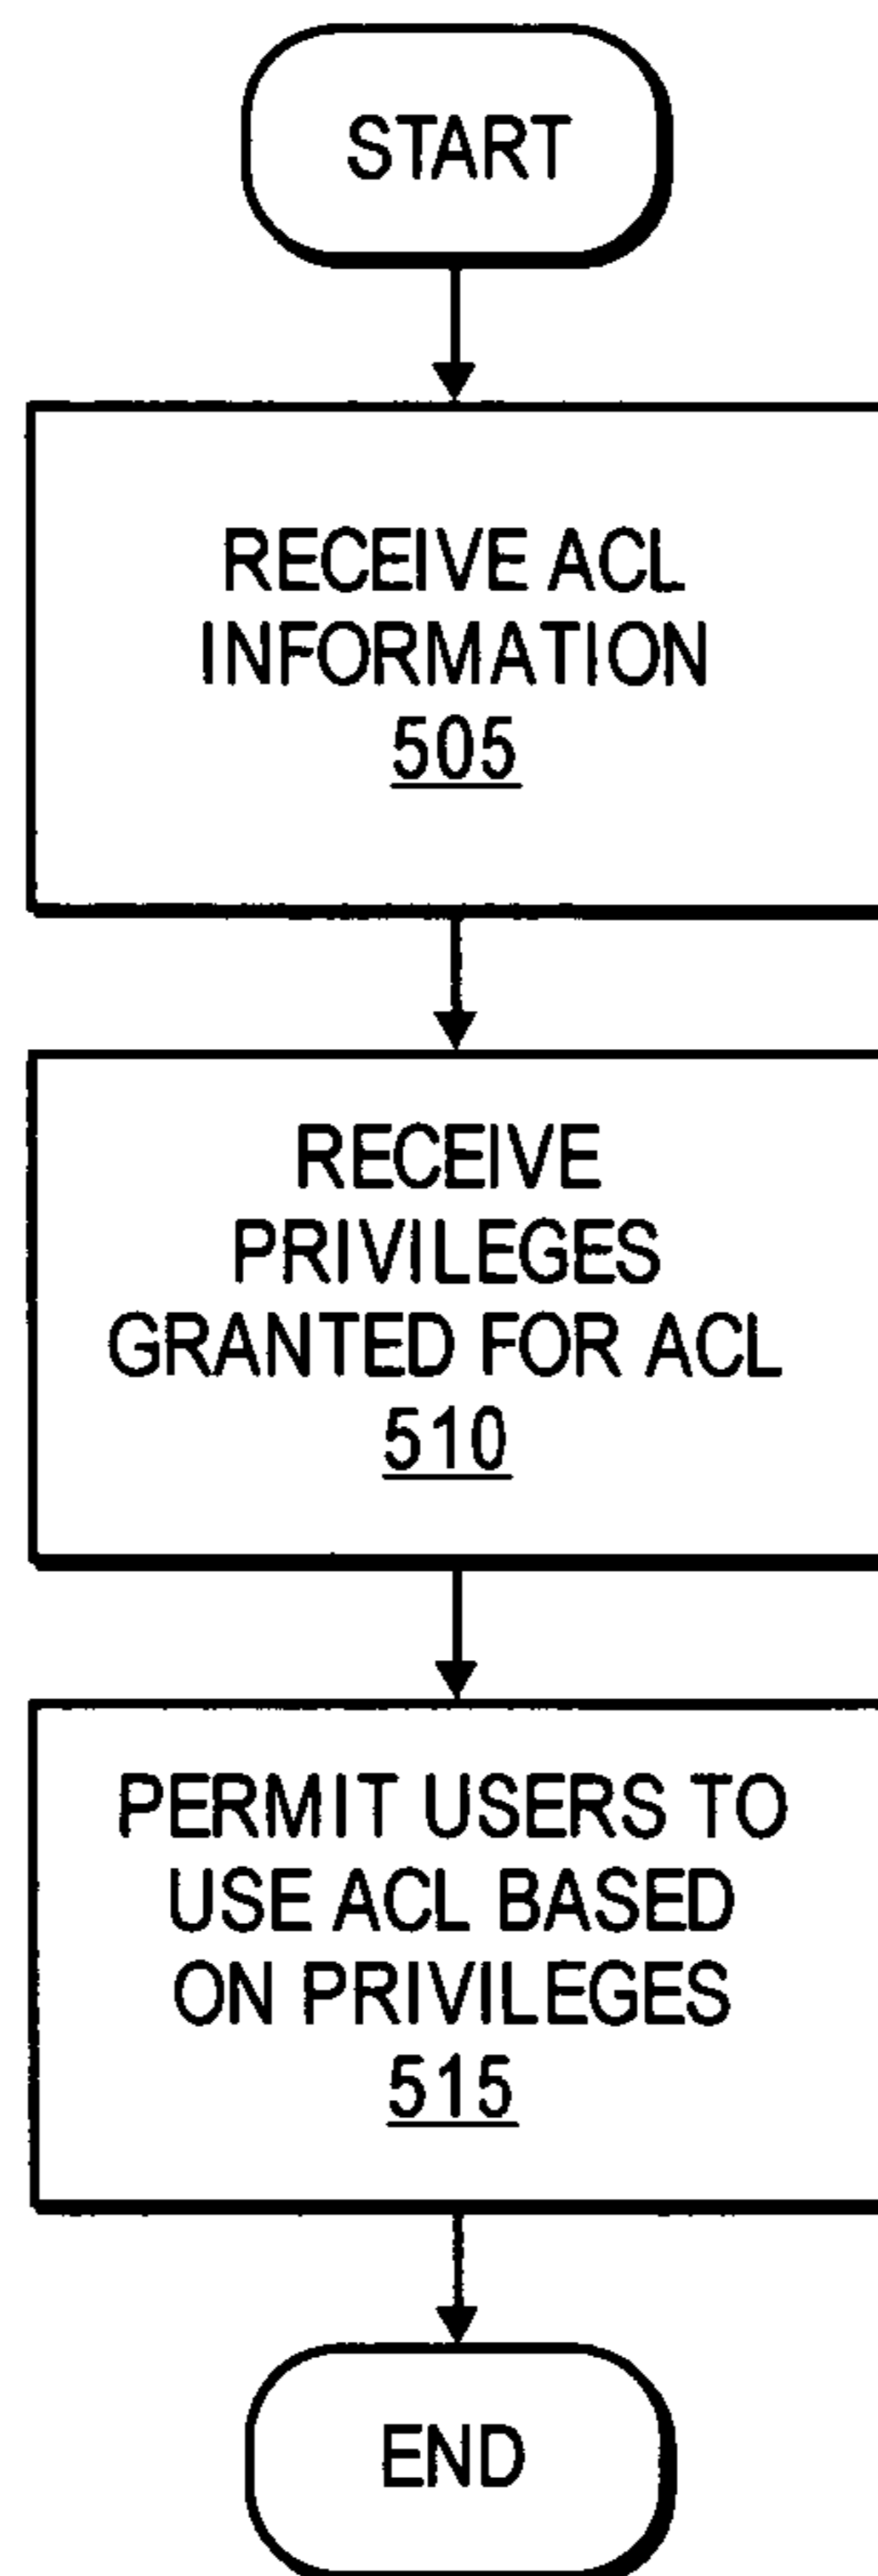 START
RECEIVE ACL
INFORMATION
505
RECEIVE
PRIVILEGES
GRANTED FOR ACL
510
PERMIT USERS TO
USE ACL BASED
ON PRIVILEGES
515
END